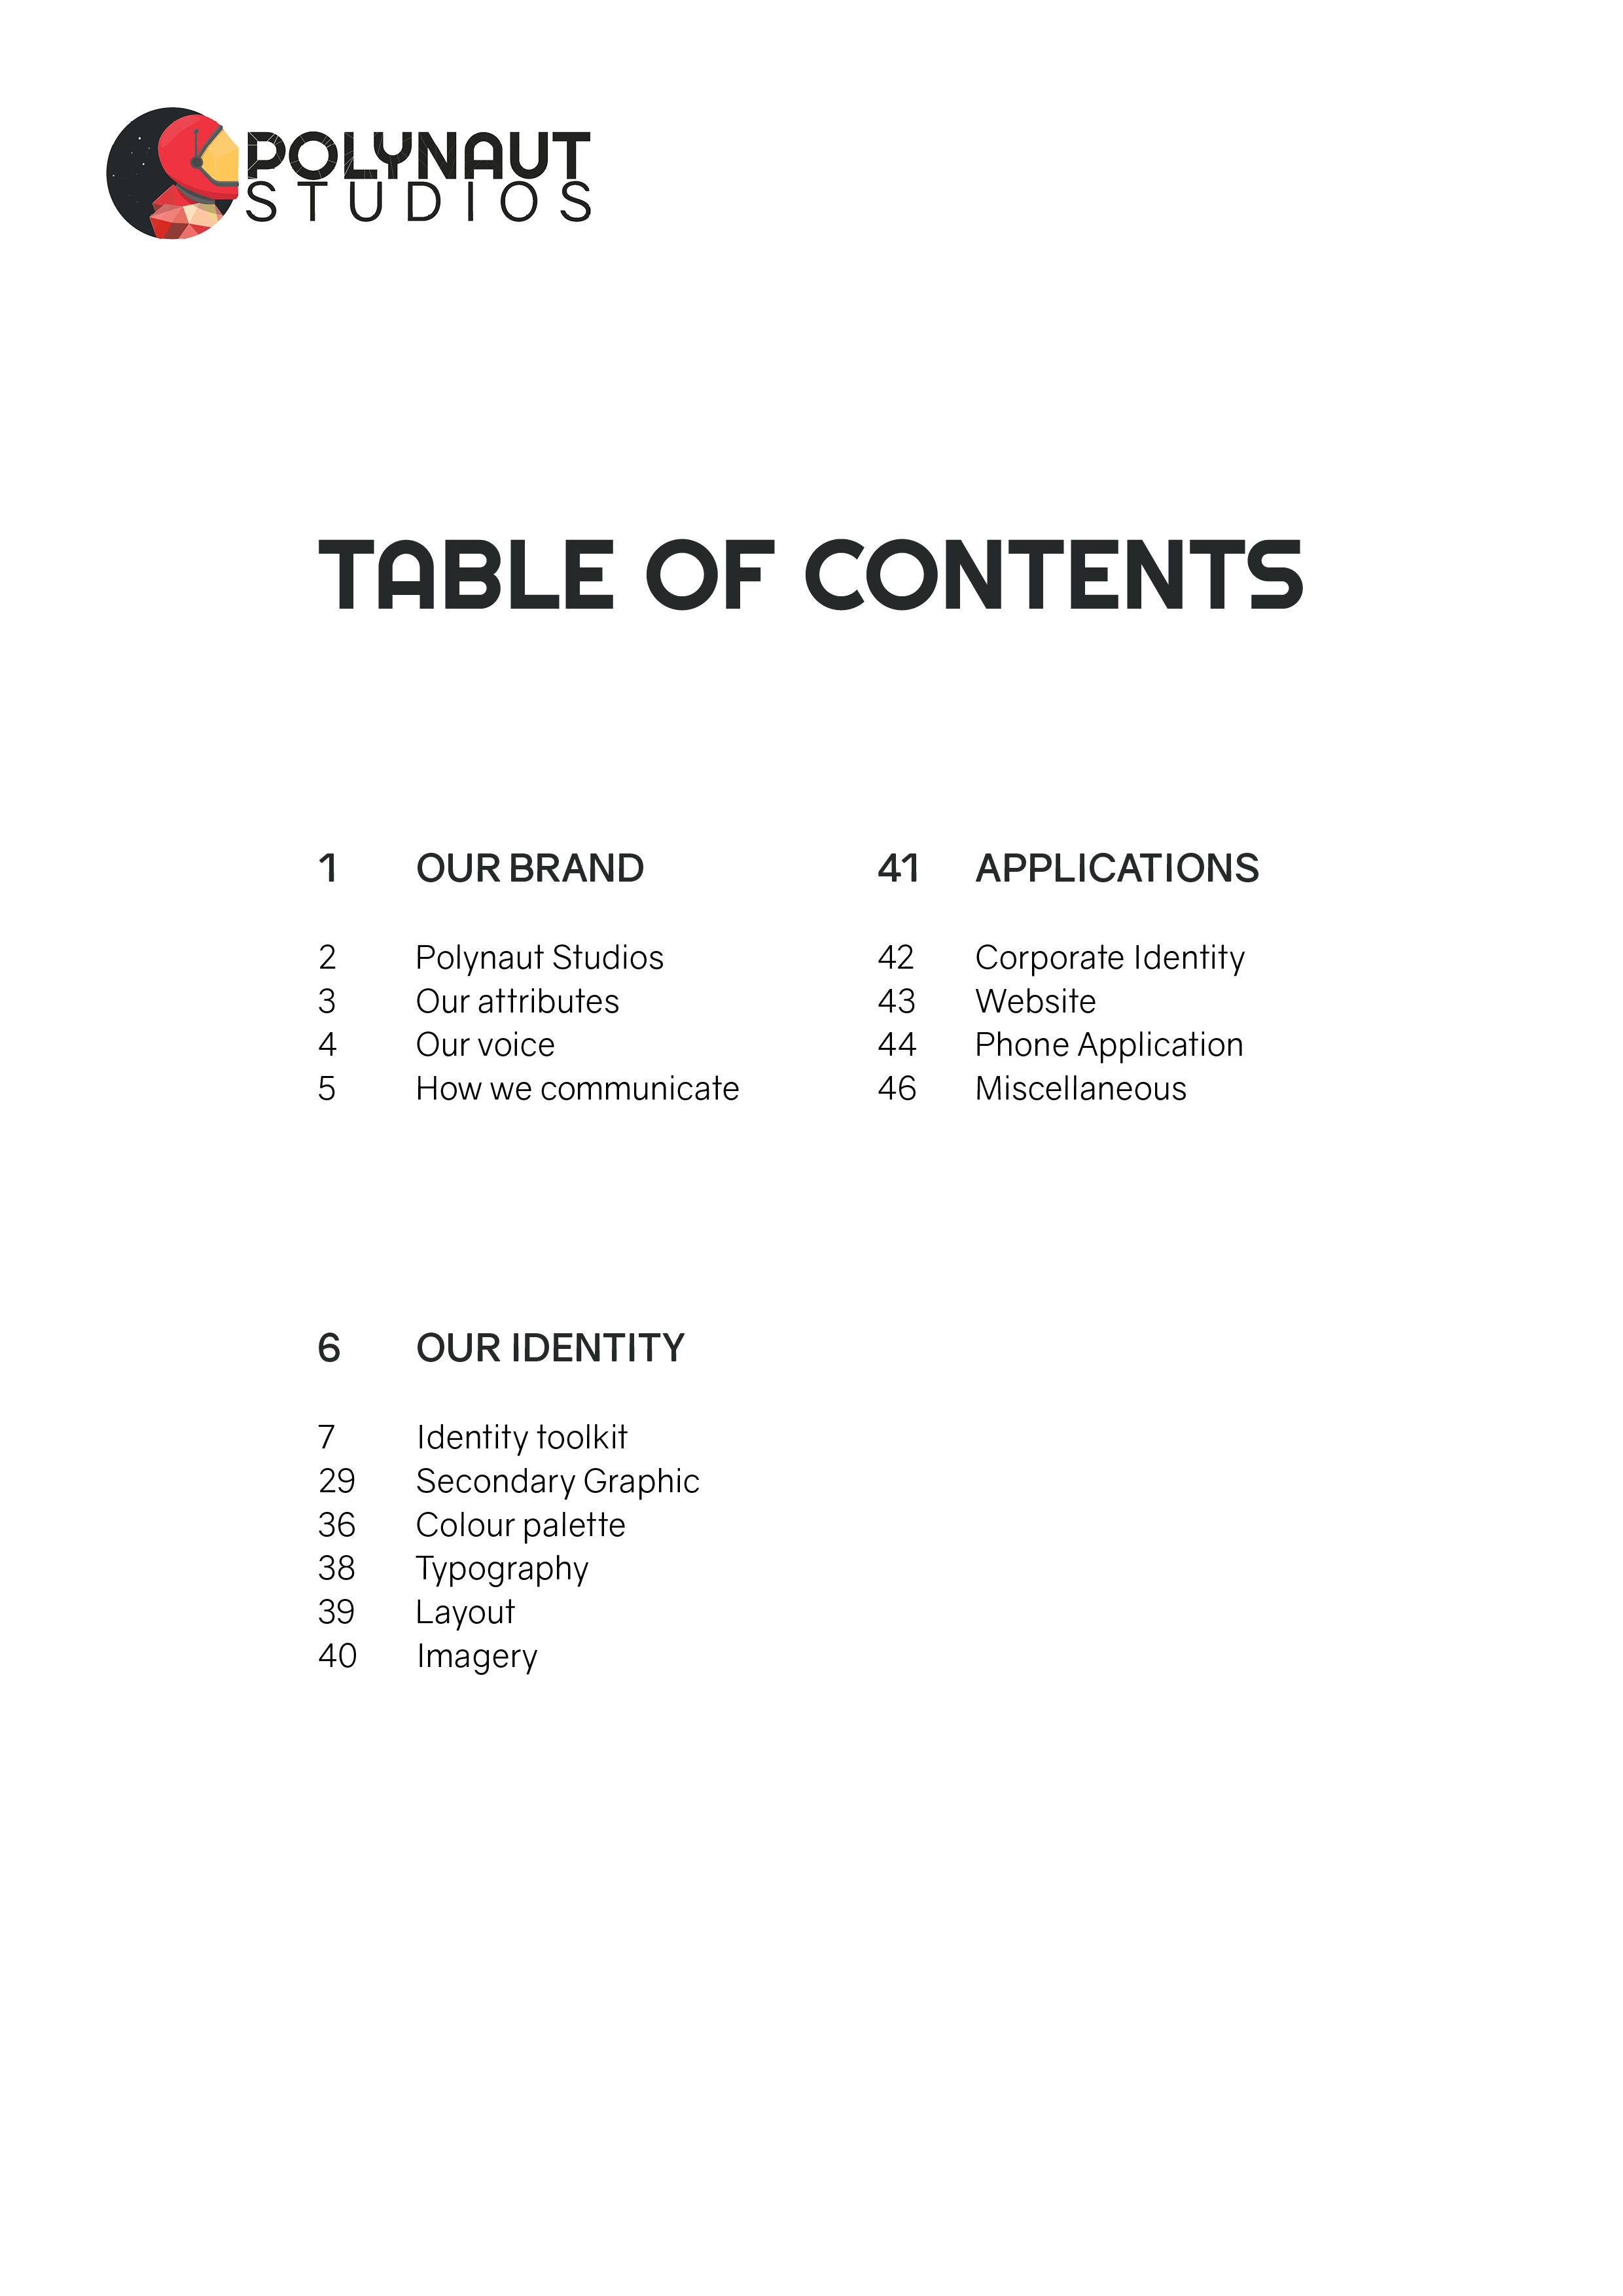 POLYNAUT
STUDIOS
TABLE OF CONTENTS
1 OUR BRAND
2 Polynaut Studios
3 Our attributes
4 Our voice
5 How we communicate
6 OUR IDENTITY
7 Identity toolkit
29 Secondary Graphic
36 Colour palette
38 Typography
39 Layout
40 Imagery
41 APPLICATIONS
42 Corporate Identity
43 Website
44 Phone Application
46 Miscellaneous